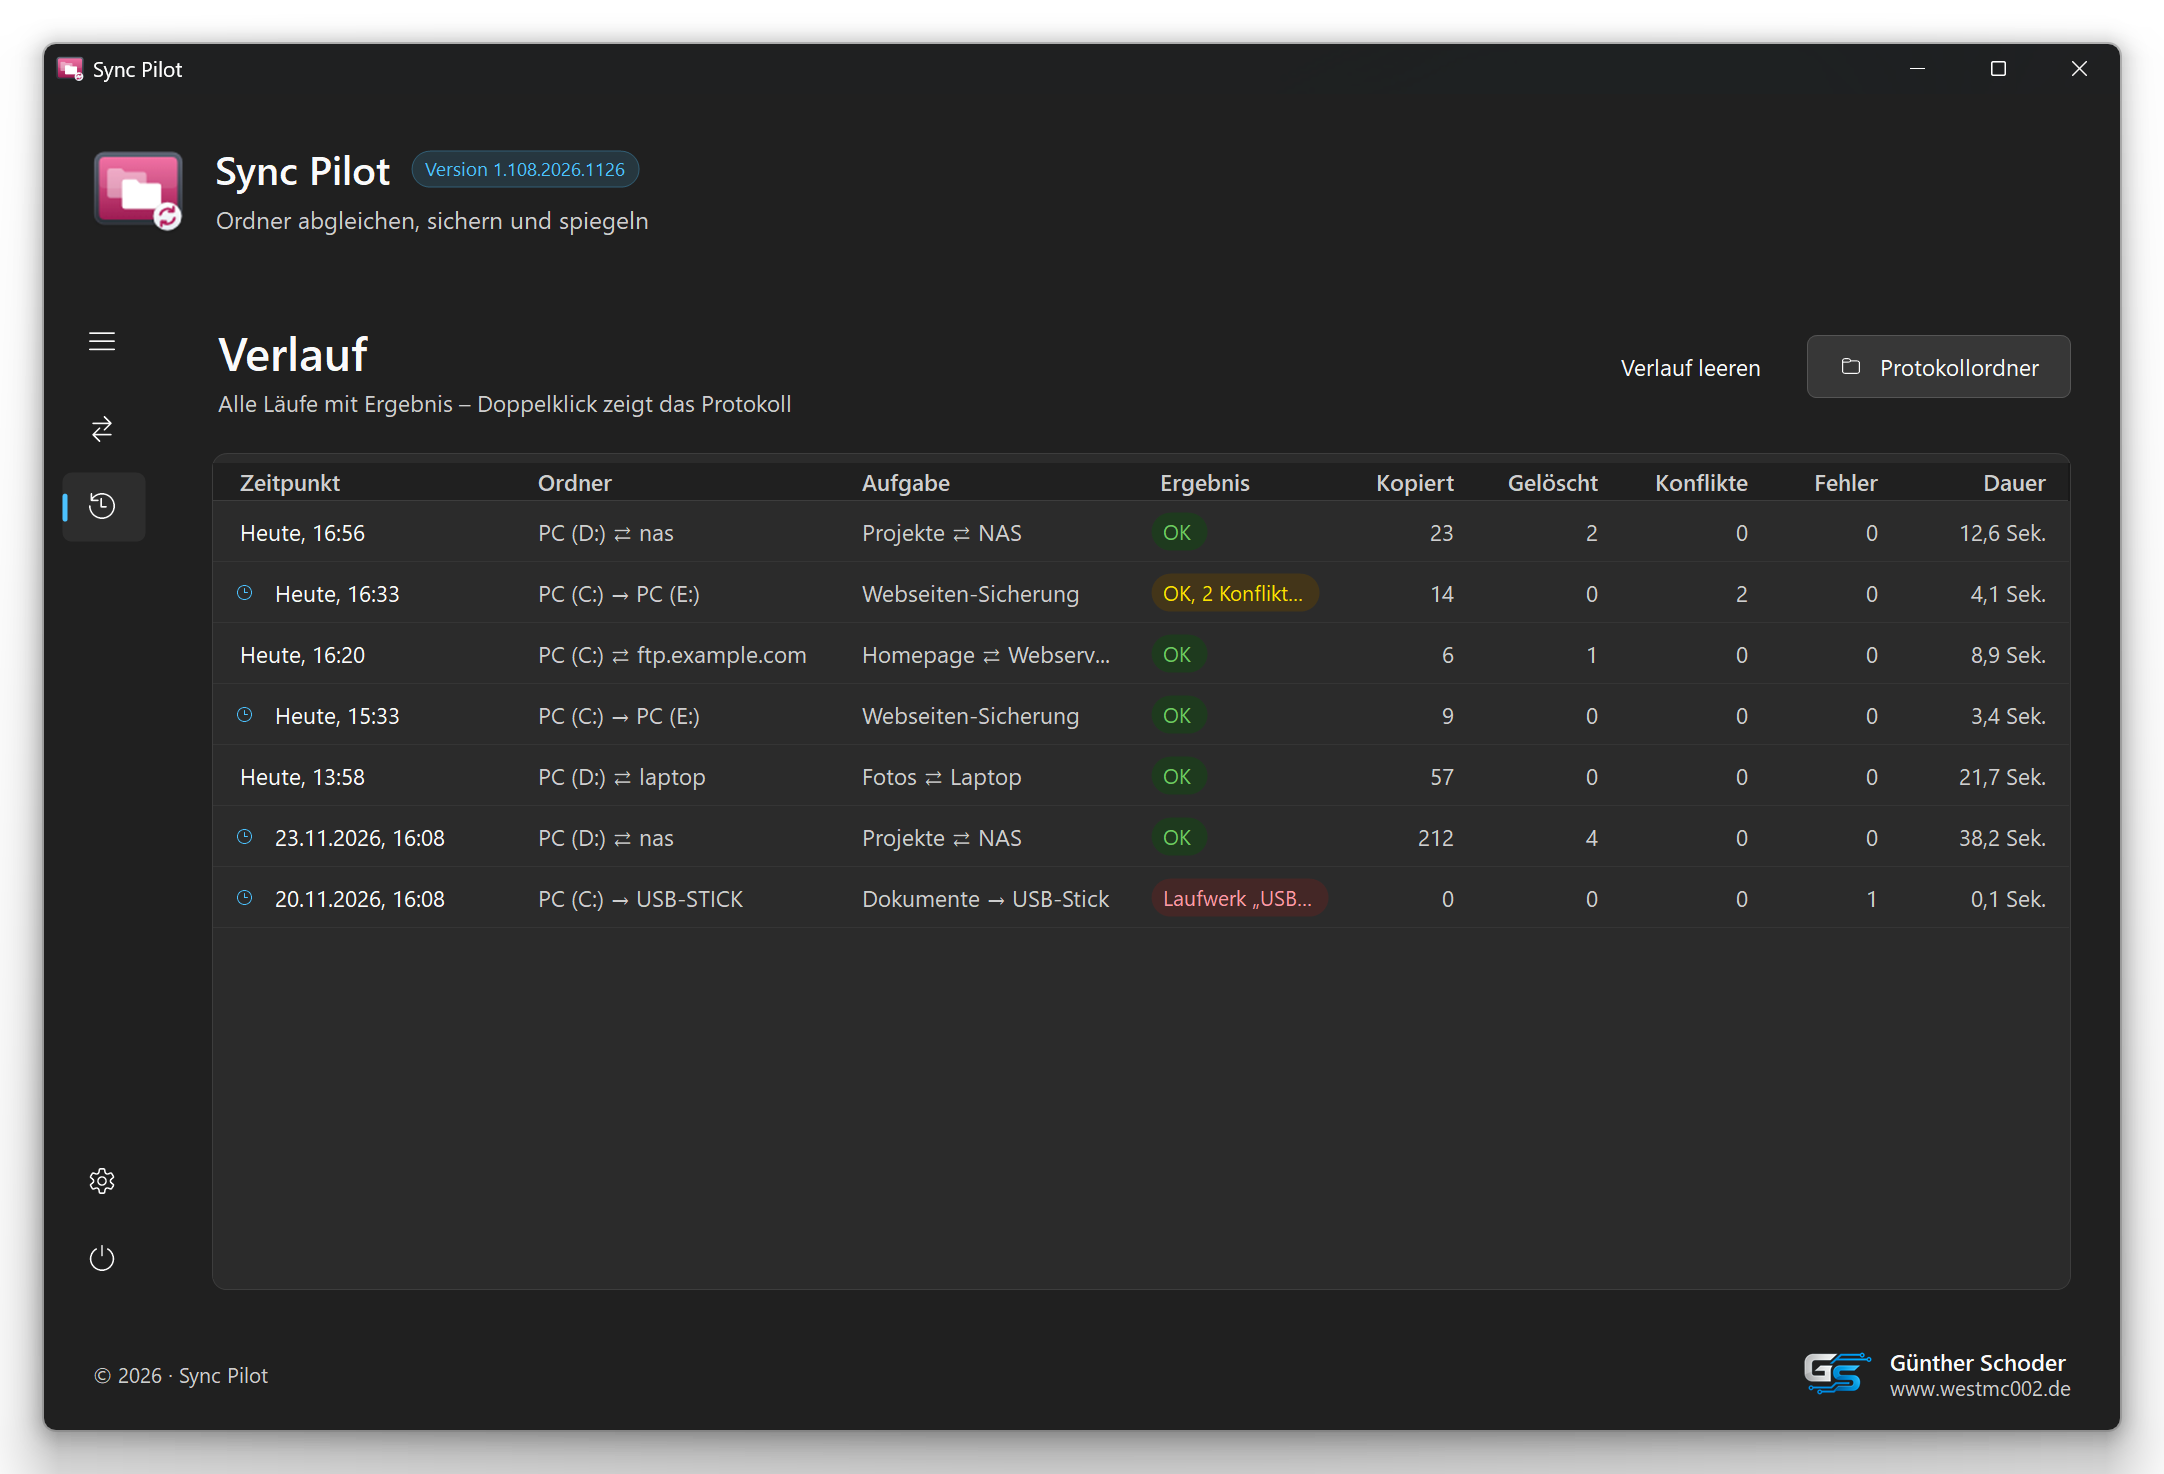 Sync Pilot
Sync Pilot Version 1.108.2026.1126
Ordner abgleichen, sichern und spiegeln
Verlauf
Alle Läufe mit Ergebnis – Doppelklick zeigt das Protokoll
Verlauf leeren Protokollordner
Zeitpunkt Ordner Aufgabe Ergebnis Kopiert Gelöscht Konflikte Fehler Dauer
Heute, 16:56 PC (D:) ⇄ nas Projekte ⇄ NAS OK 23 2 0 0 12,6 Sek.
Heute, 16:33 PC (C:) → PC (E:) Webseiten-Sicherung OK, 2 Konflikt... 14 0 2 0 4,1 Sek.
Heute, 16:20 PC (C:) ⇄ ftp.example.com Homepage ⇄ Webserv... OK 6 1 0 0 8,9 Sek.
Heute, 15:33 PC (C:) → PC (E:) Webseiten-Sicherung OK 9 0 0 0 3,4 Sek.
Heute, 13:58 PC (D:) ⇄ laptop Fotos ⇄ Laptop OK 57 0 0 0 21,7 Sek.
23.11.2026, 16:08 PC (D:) ⇄ nas Projekte ⇄ NAS OK 212 4 0 0 38,2 Sek.
20.11.2026, 16:08 PC (C:) → USB-STICK Dokumente → USB-Stick Laufwerk „USB... 0 0 0 1 0,1 Sek.
© 2026 · Sync Pilot
GS
Günther Schoder
www.westmc002.de